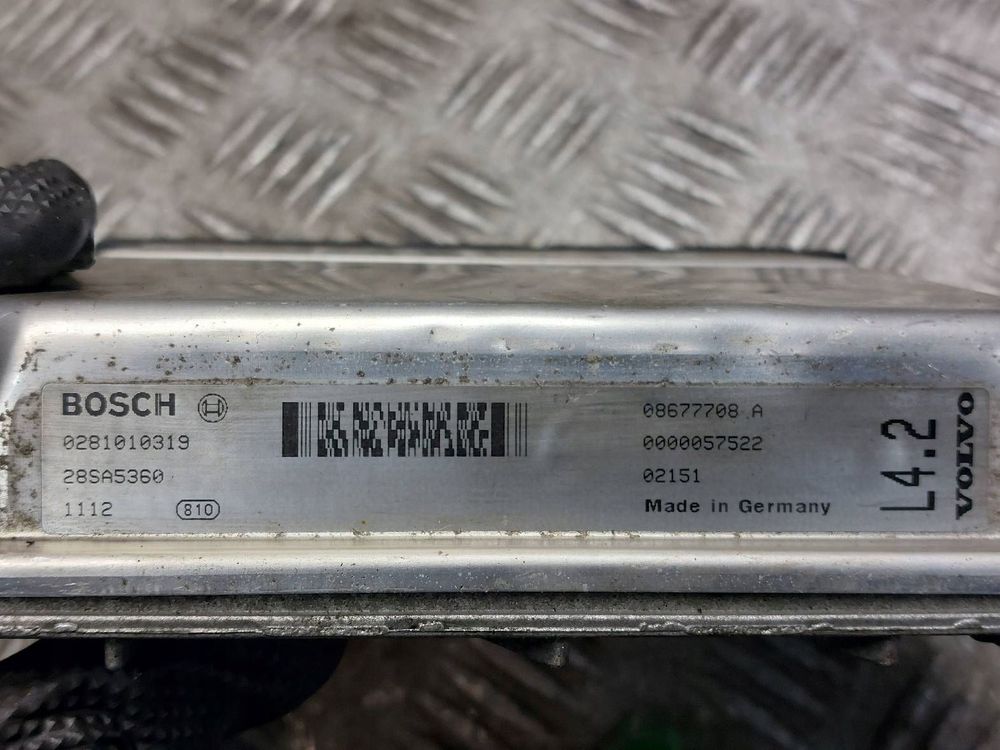 BOSCH
0281010319
28SA5360
1112 810
08677708 A
0000057522
02151
Made in Germany
L4.2
VOLVO